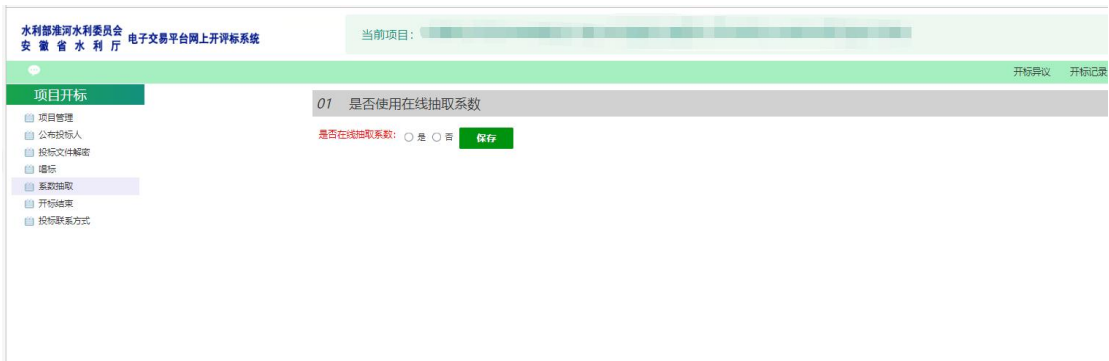 水利部淮河水利委员会
安徽省水利厅
电子交易平台网上开评标系统
当前项目：
开标异议 开标记录
项目开标
01 是否使用在线抽取系数
项目管理
是否在线抽取系数： 是 否 保存
公布投标人
投标文件解密
唱标
系数抽取
开标结束
投标联系方式